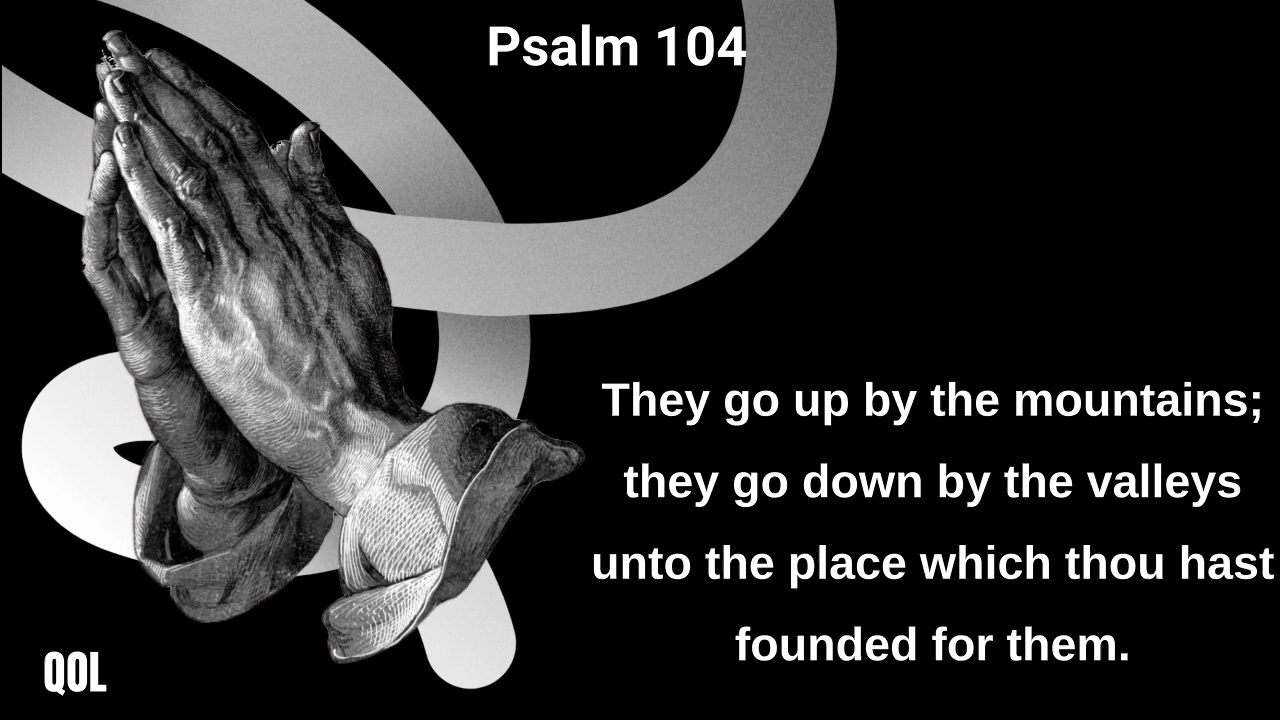 Psalm 104
They go up by the mountains;
they go down by the valleys
unto the place which thou hast
founded for them.
QOL